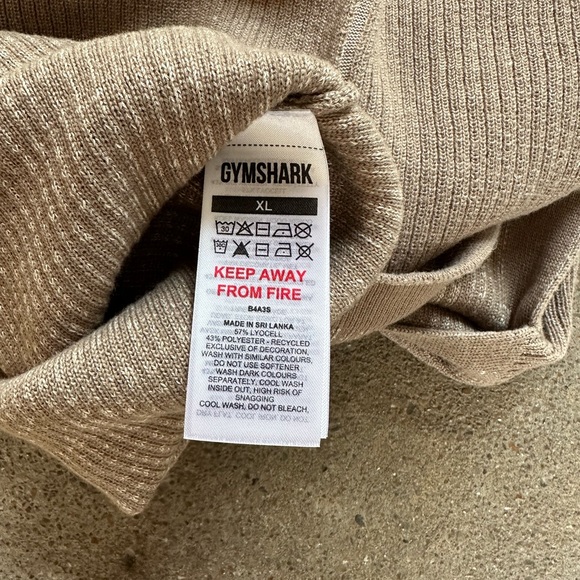 GYMSHARK
XL
30
KEEP AWAY
FROM FIRE
B4A3S
MADE IN SRI LANKA
57% LYOCELL
43% POLYESTER - RECYCLED
EXCLUSIVE OF DECORATION,
WASH WITH SIMILAR COLOURS,
DO NOT USE SOFTENER
WASH DARK COLOURS
SEPARATELY, COOL WASH
INSIDE OUT, HIGH RISK OF
SNAGGING
COOL WASH, DO NOT BLEACH,